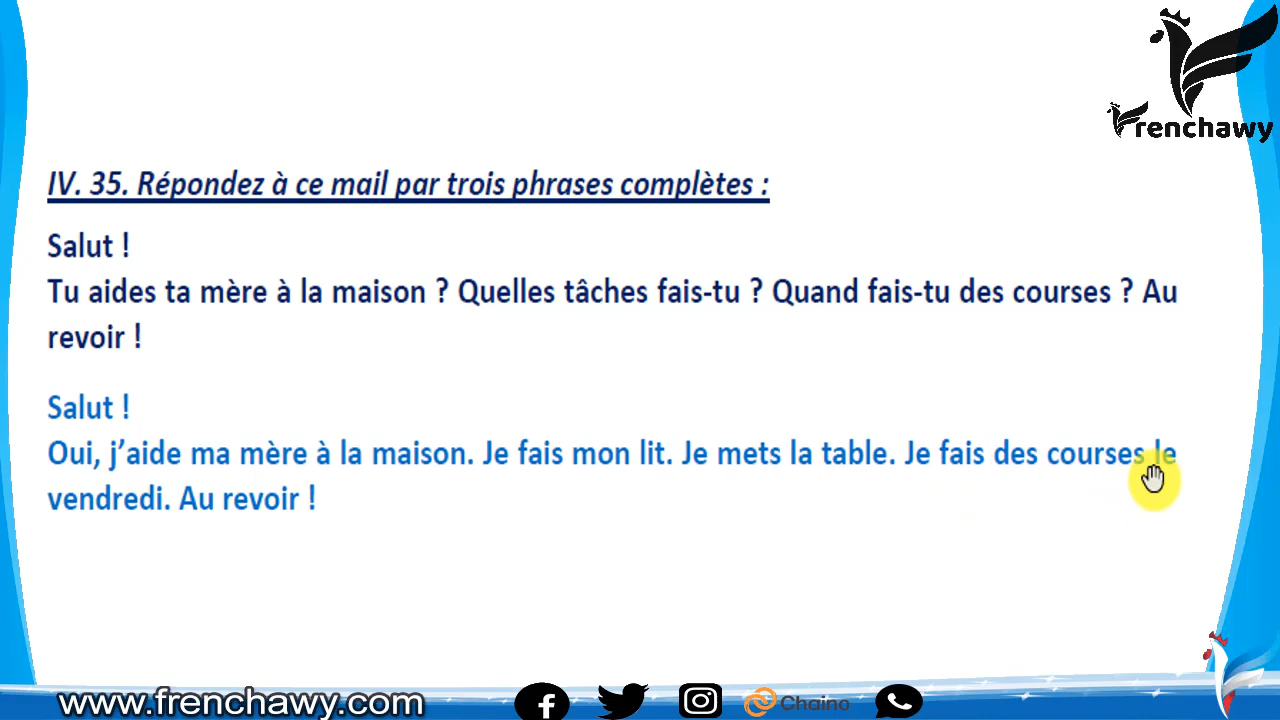 Frenchawy
IV. 35. Répondez à ce mail par trois phrases complètes :
Salut !
Tu aides ta mère à la maison ? Quelles tâches fais-tu ? Quand fais-tu des courses ? Au
revoir !
Salut !
Oui, j’aide ma mère à la maison. Je fais mon lit. Je mets la table. Je fais des courses le
vendredi. Au revoir !
www.frenchawy.com
Chaino